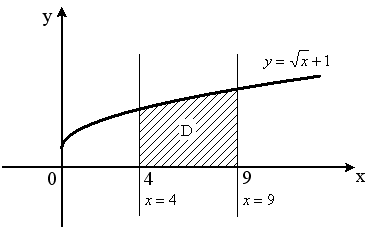 y
y = √x + 1
D
0 4 9 x
x = 4 x = 9